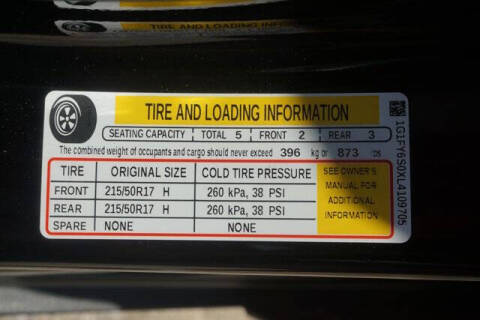 TIRE AND LOADING INFORMATION
SEATING CAPACITY TOTAL 5 FRONT 2 REAR 3
The combined weight of occupants and cargo should never exceed 396 kg or 873 lbs
TIRE ORIGINAL SIZE COLD TIRE PRESSURE
FRONT 215/50R17 H 260 kPa, 38 PSI
REAR 215/50R17 H 260 kPa, 38 PSI
SPARE NONE NONE
SEE OWNER'S
MANUAL FOR
ADDITIONAL
INFORMATION
1G1FY6S0XL4109705